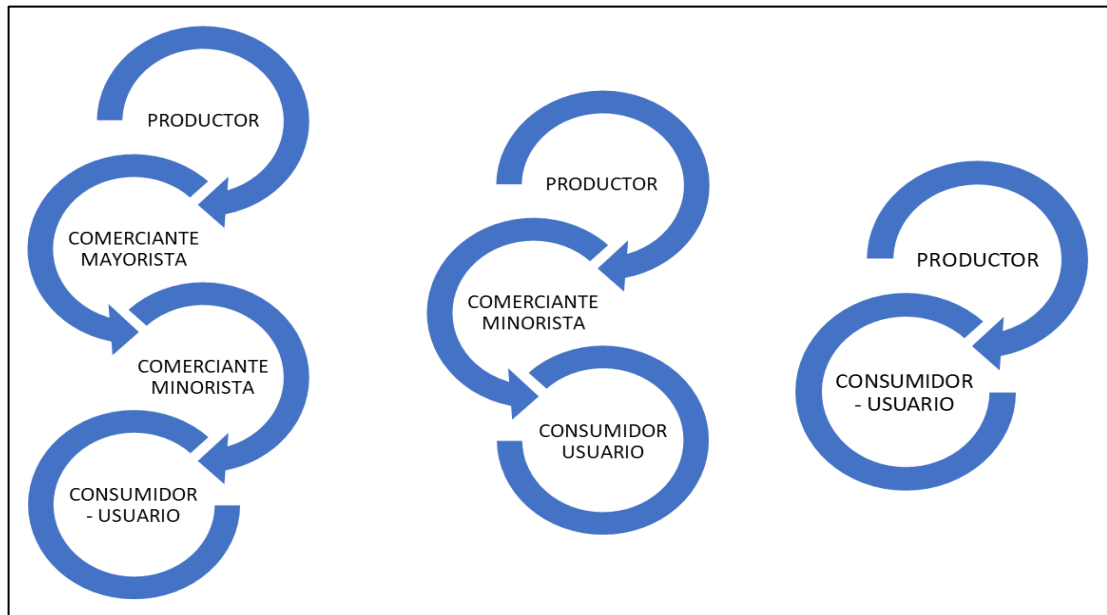 PRODUCTOR
COMERCIANTE
MAYORISTA
COMERCIANTE
MINORISTA
CONSUMIDOR
- USUARIO
PRODUCTOR
COMERCIANTE
MINORISTA
CONSUMIDOR
USUARIO
PRODUCTOR
CONSUMIDOR
- USUARIO